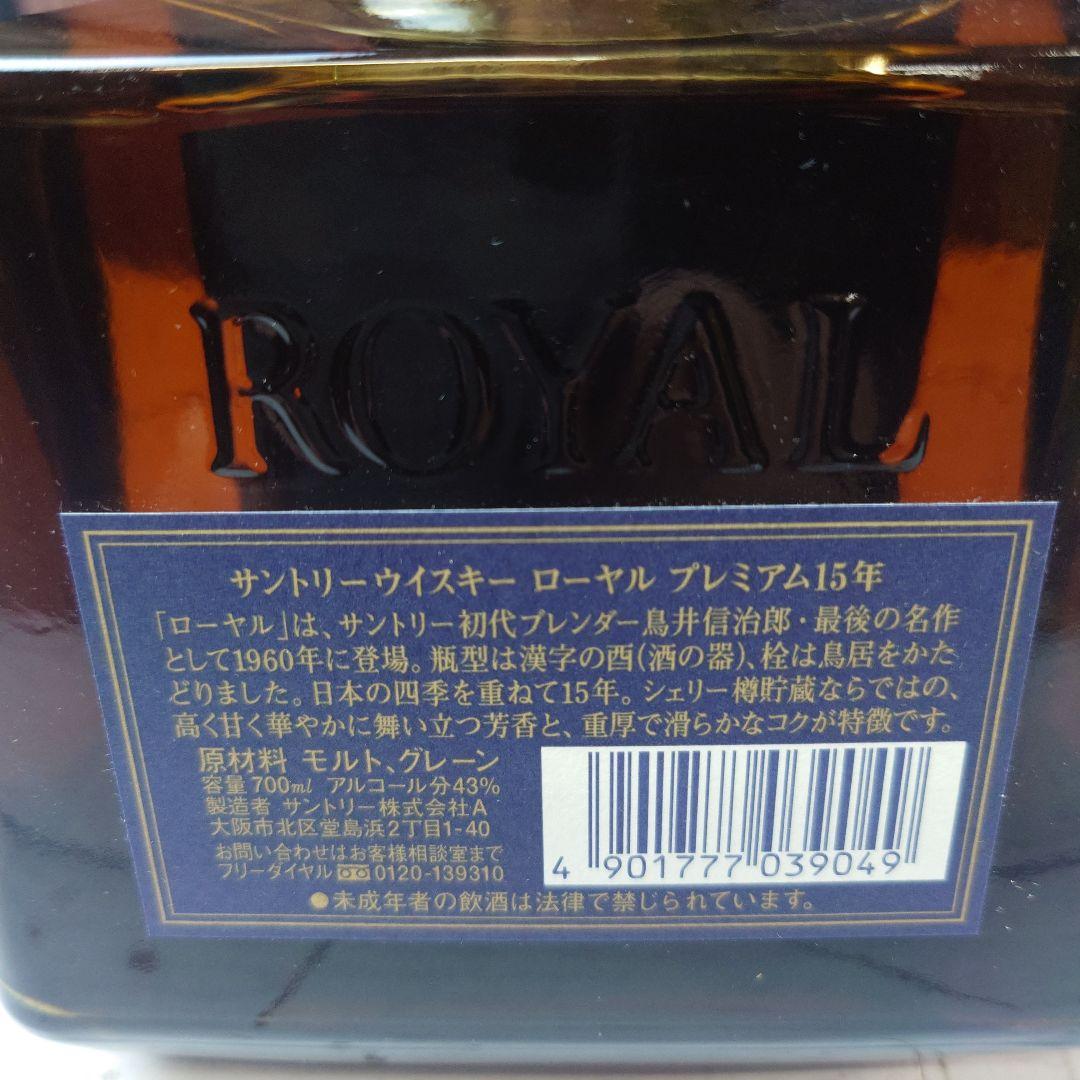 ROYAL
サントリーウイスキー ローヤル プレミアム15年
「ローヤル」は、サントリー初代ブレンダー鳥井信治郎・最後の名作
として1960年に登場。瓶型は漢字の酉(酒の器)、栓は鳥居をかた
どりました。日本の四季を重ねて15年。シェリー樽貯蔵ならではの、
高く甘く華やかに舞い立つ芳香と、重厚で滑らかなコクが特徴です。
原材料 モルト、グレーン
容量 700ml アルコール分43%
製造者 サントリー株式会社A
大阪市北区堂島浜2丁目1-40
お問い合わせはお客様相談室まで
フリーダイヤル 0120-139310
4 901777 039049
●未成年者の飲酒は法律で禁じられています。